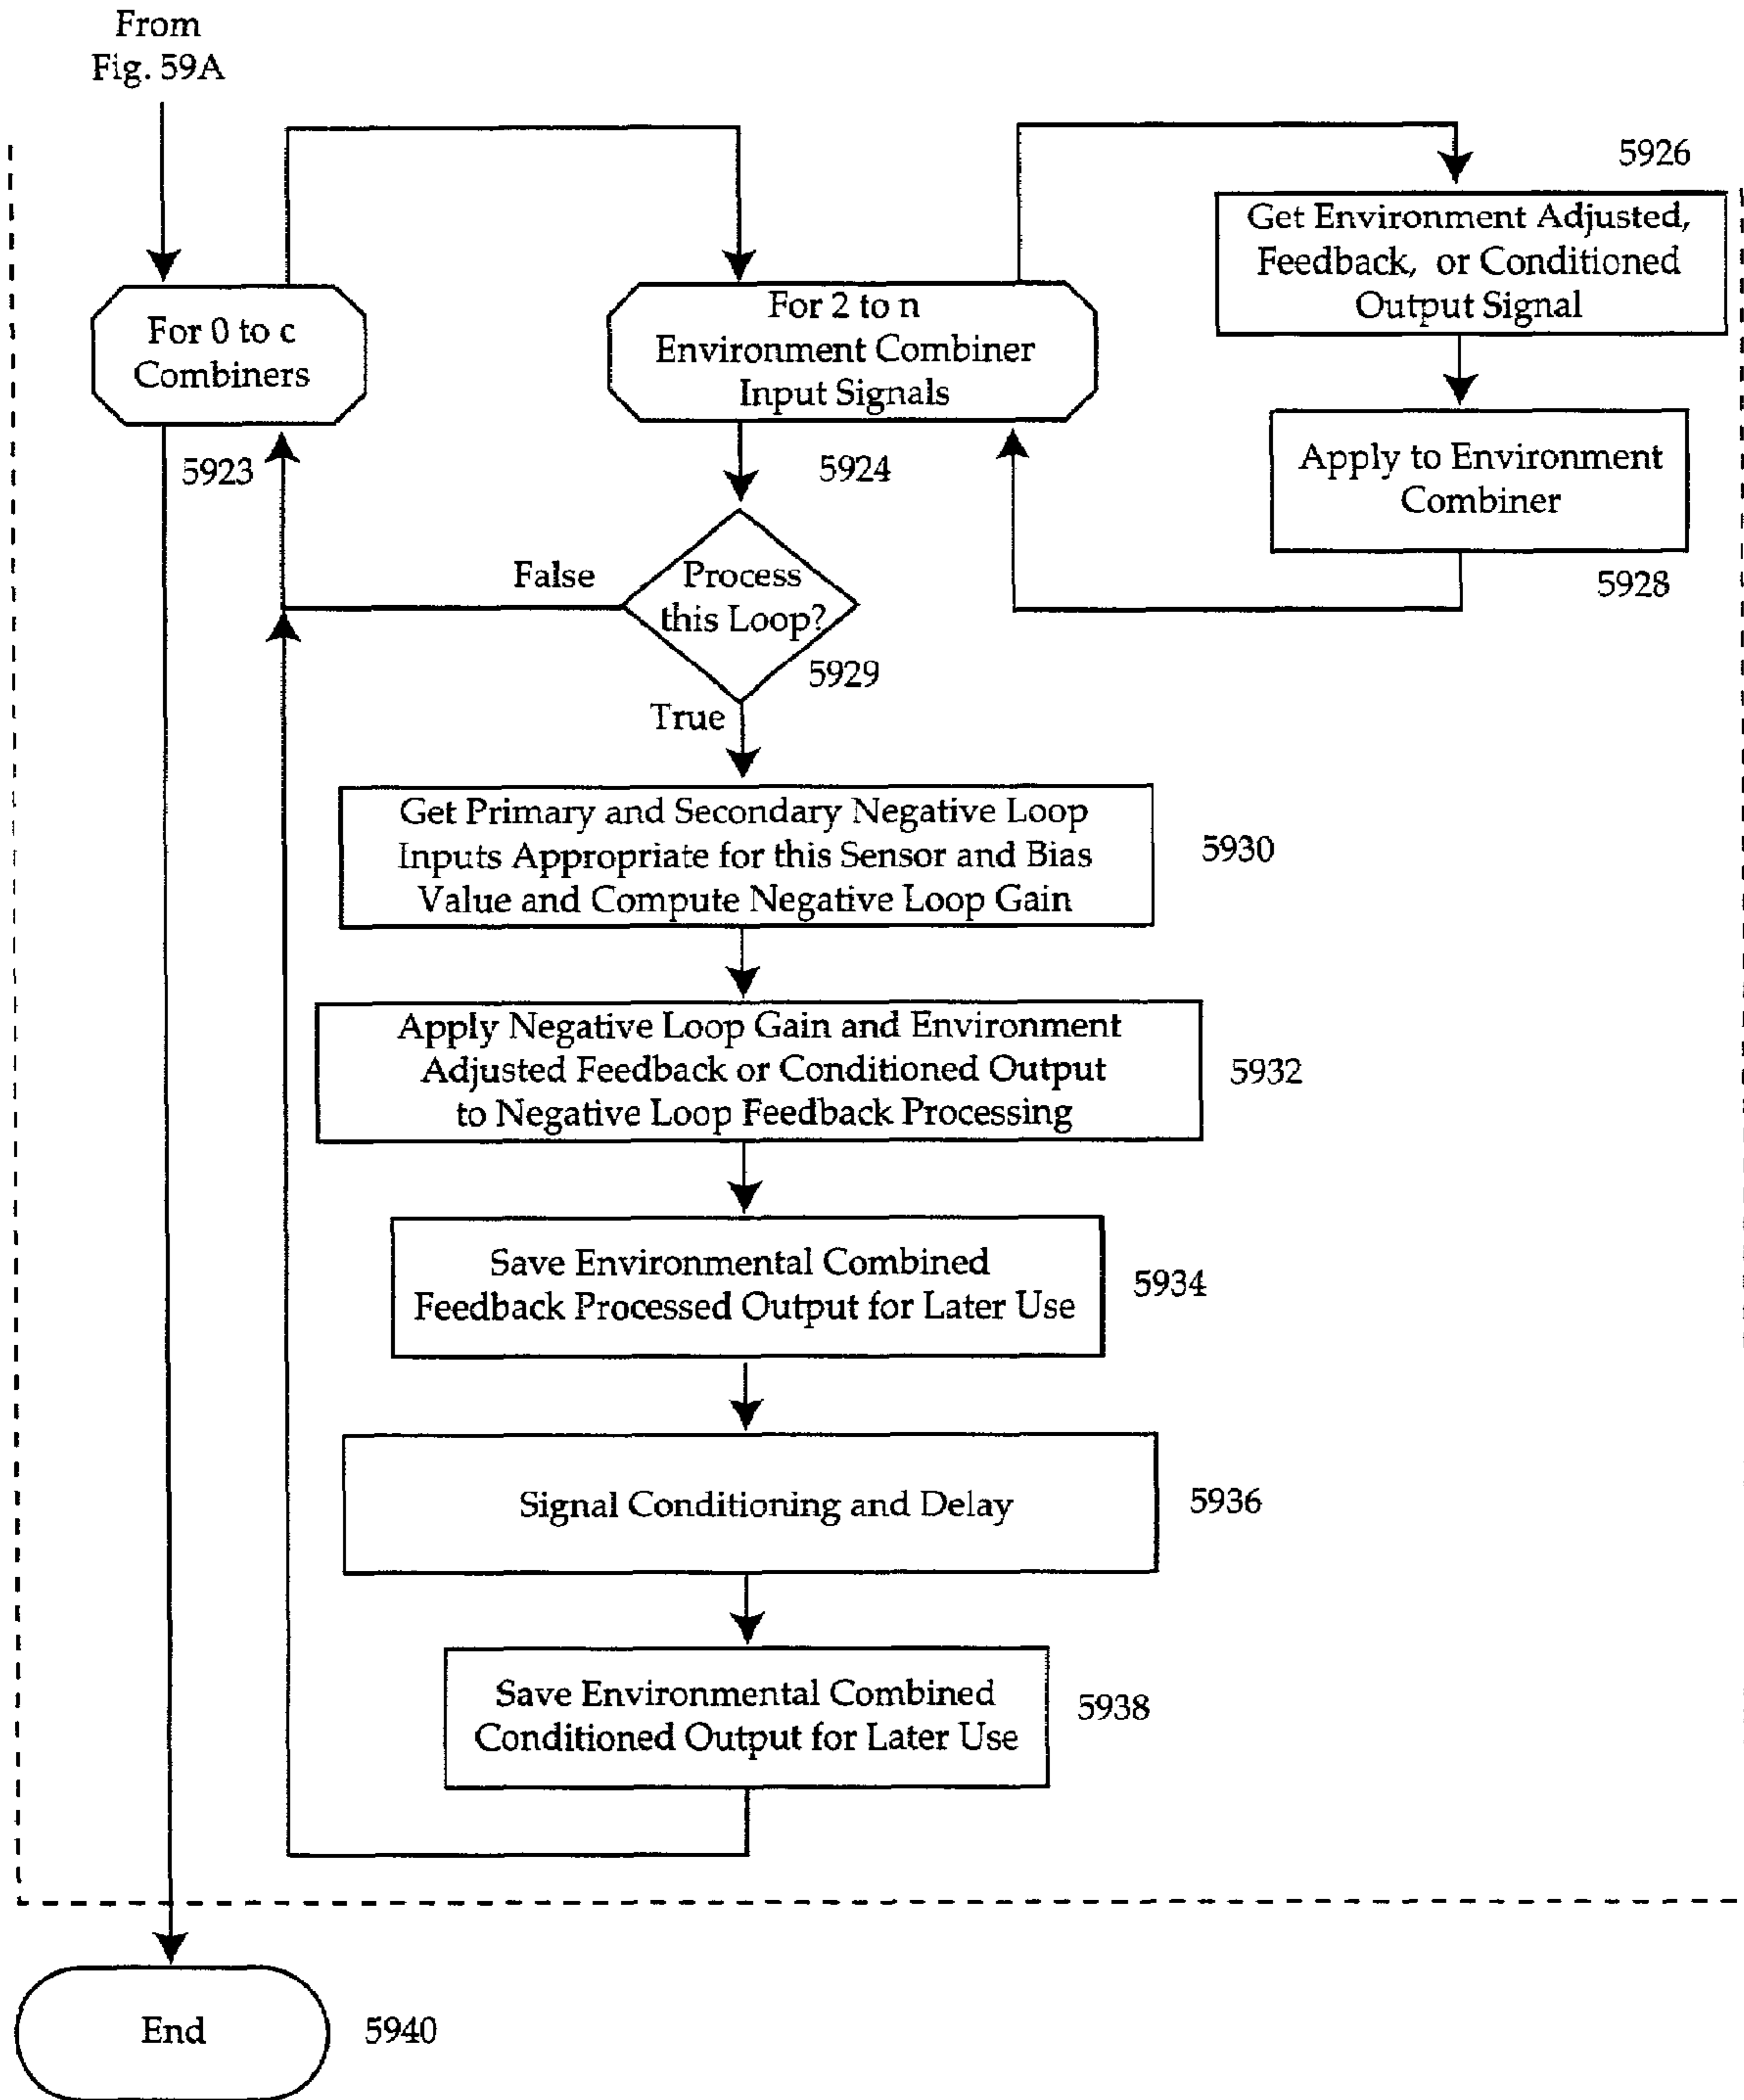 From
Fig. 59A
For 0 to c
Combiners
5923
For 2 to n
Environment Combiner
Input Signals
5924
5926
Get Environment Adjusted,
Feedback, or Conditioned
Output Signal
Apply to Environment
Combiner
5928
False
Process
this Loop?
5929
True
Get Primary and Secondary Negative Loop
Inputs Appropriate for this Sensor and Bias
Value and Compute Negative Loop Gain
5930
Apply Negative Loop Gain and Environment
Adjusted Feedback or Conditioned Output
to Negative Loop Feedback Processing
5932
Save Environmental Combined
Feedback Processed Output for Later Use
5934
Signal Conditioning and Delay
5936
Save Environmental Combined
Conditioned Output for Later Use
5938
End
5940